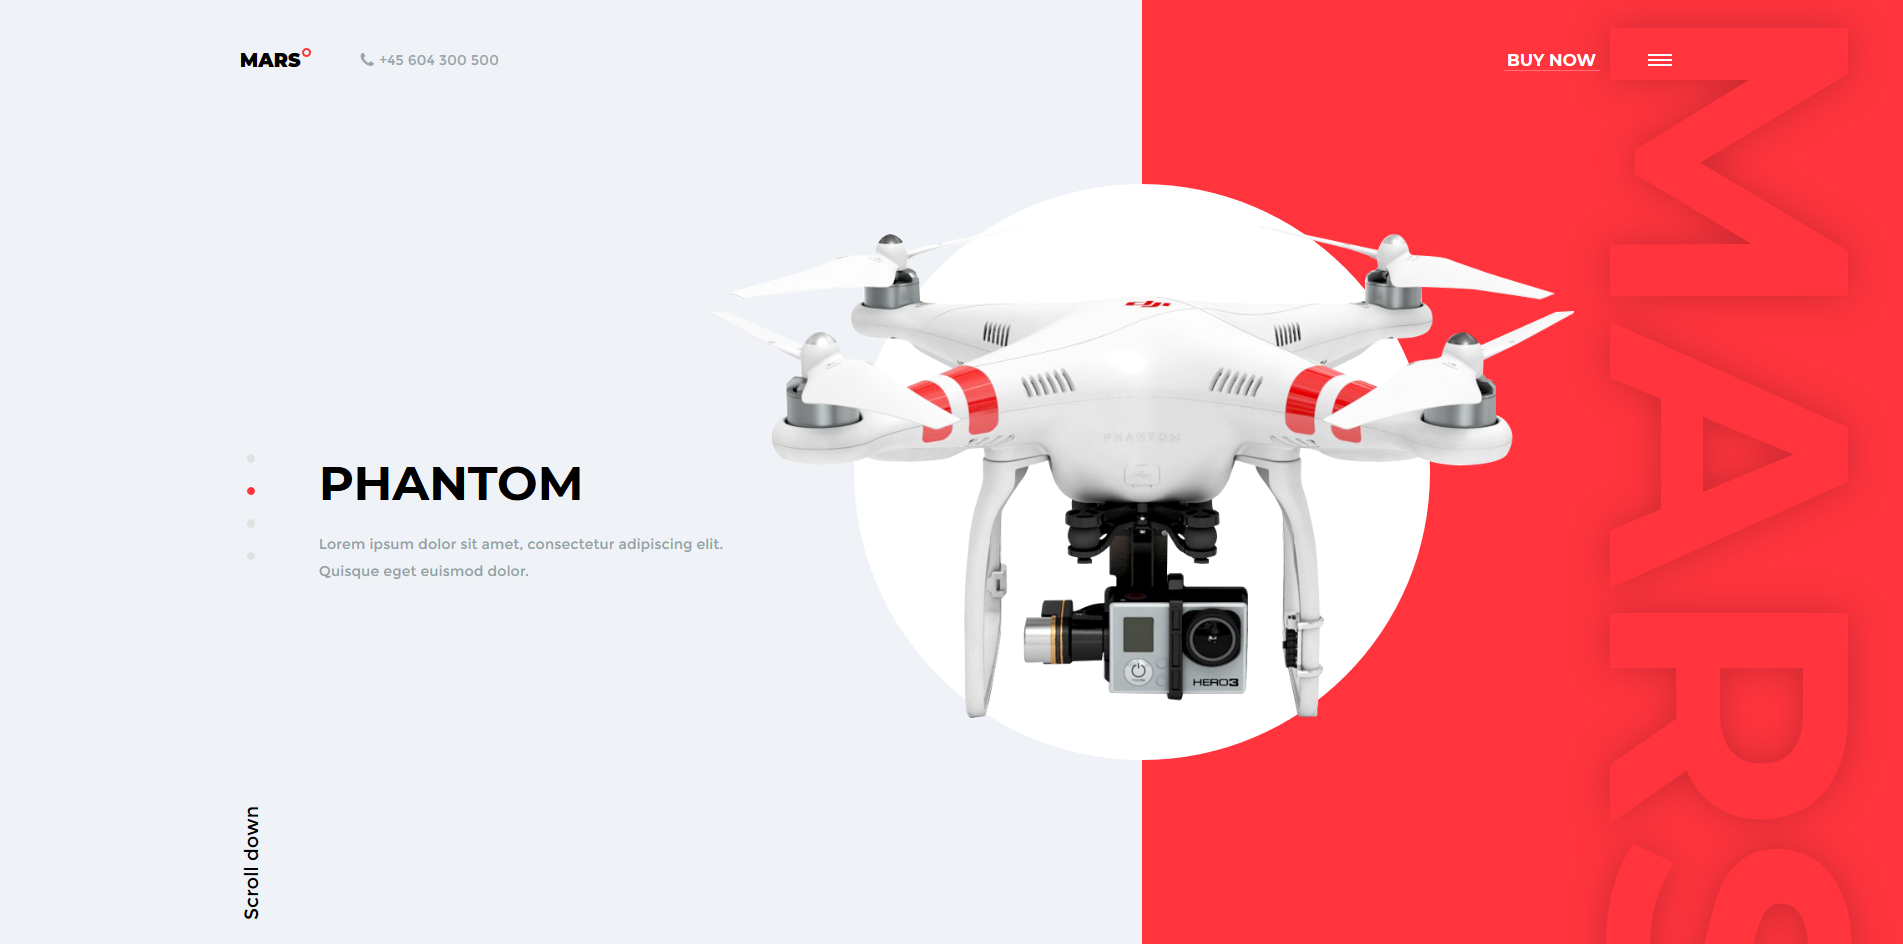 MARS
+45 604 300 500
BUY NOW
MARS
dji
PHANTOM
PHANTOM
Lorem ipsum dolor sit amet, consectetur adipiscing elit.
Quisque eget euismod dolor.
HERO3
Scroll down